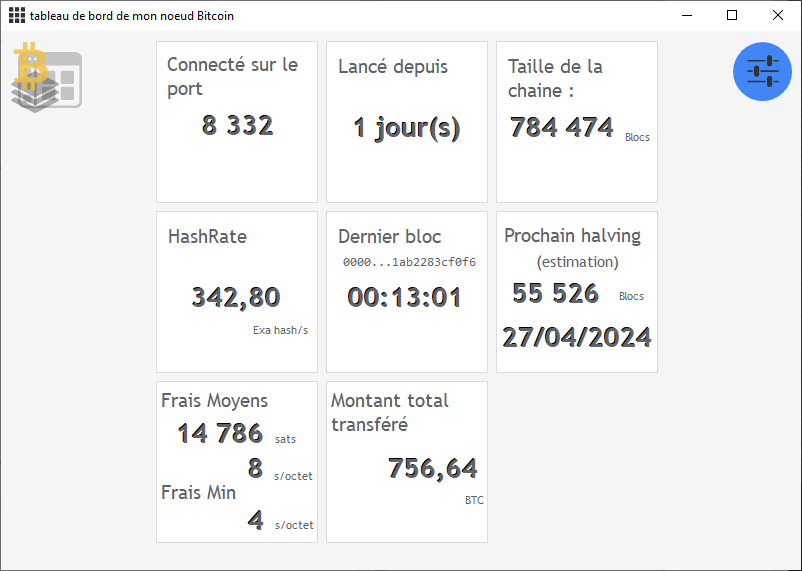 tableau de bord de mon noeud Bitcoin
Connecté sur le
port
8 332
Lancé depuis
1 jour(s)
Taille de la
chaine :
784 474 Blocs
HashRate
342,80
Exa hash/s
Dernier bloc
0000...1ab2283cf0f6
00:13:01
Prochain halving
(estimation)
55 526 Blocs
27/04/2024
Frais Moyens
14 786 sats
8 s/octet
Frais Min
4 s/octet
Montant total
transféré
756,64
BTC